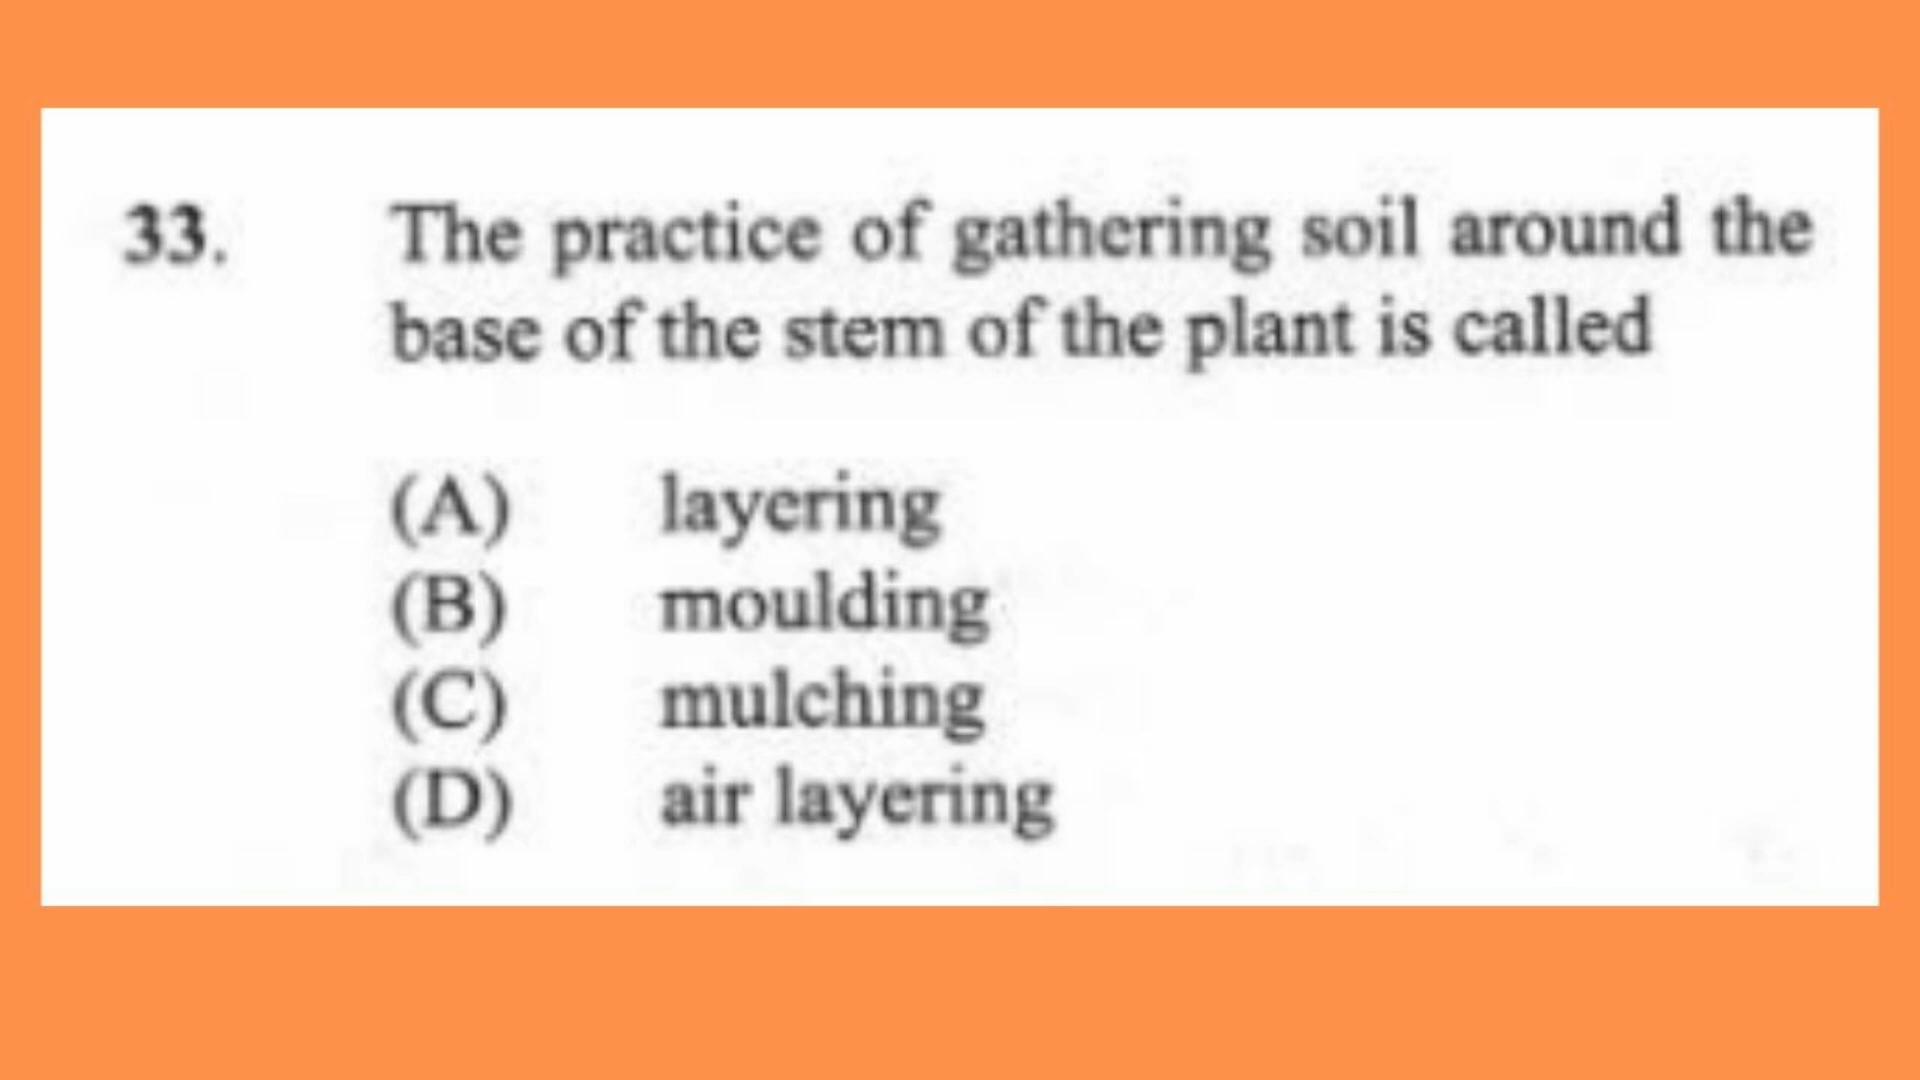 33. The practice of gathering soil around the
base of the stem of the plant is called
(A) layering
(B) moulding
(C) mulching
(D) air layering